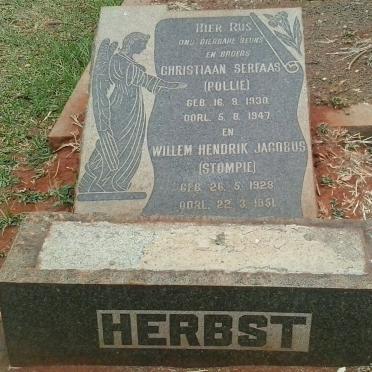 HIER RUS
ONS DIERBARE SEUNS
EN BROERS
CHRISTIAAN SERFAAS
(POLLIE)
GEB. 16. 8. 1930.
OORL. 5. 8. 1947.
EN
WILLEM HENDRIK JACOBUS
(STOMPIE)
GEB. 26. 5. 1928.
OORL. 22. 3. 1951.
HERBST